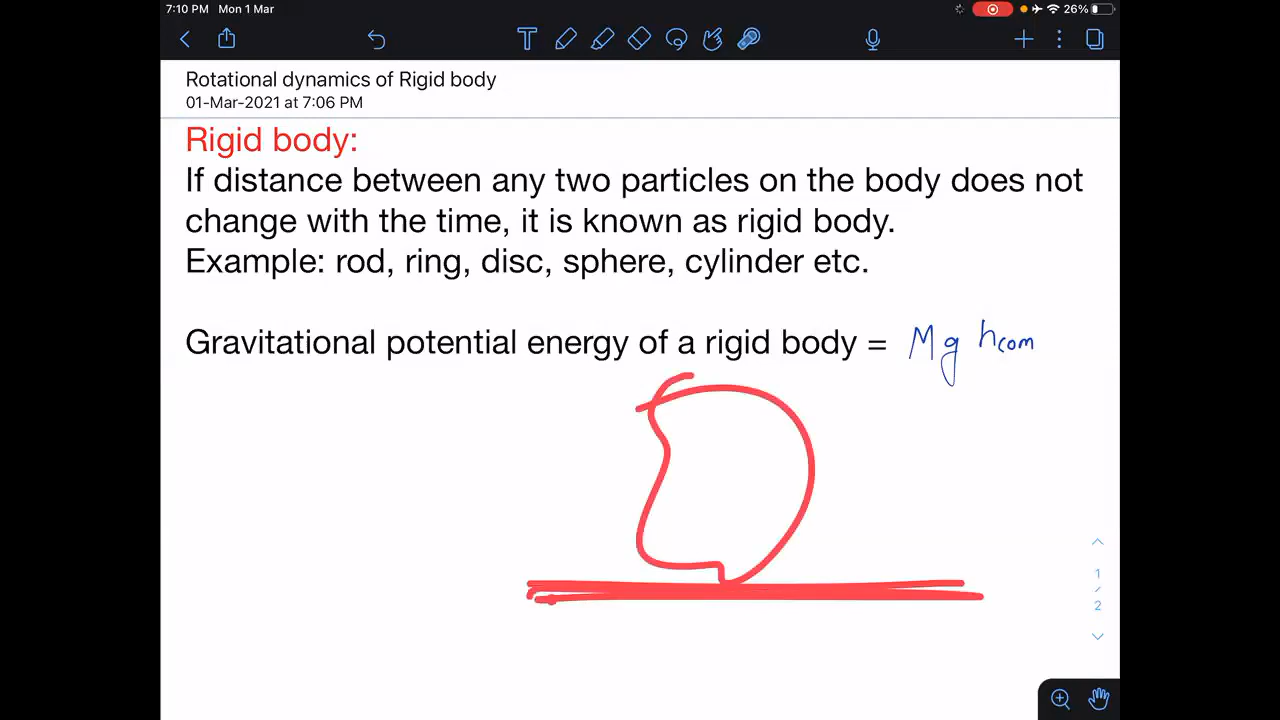 7:10 PM Mon 1 Mar
26%
T
Rotational dynamics of Rigid body
01-Mar-2021 at 7:06 PM
Rigid body:
If distance between any two particles on the body does not
change with the time, it is known as rigid body.
Example: rod, ring, disc, sphere, cylinder etc.
Gravitational potential energy of a rigid body = Mg hcom
1
/
2